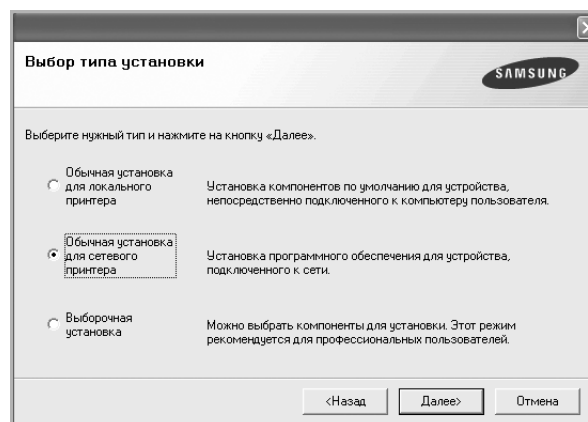 Выбор типа установки
SAMSUNG
Выберите нужный тип и нажмите на кнопку «Далее».
Обычная установка
для локального
принтера
Установка компонентов по умолчанию для устройства,
непосредственно подключенного к компьютеру пользователя.
Обычная установка
для сетевого
принтера
Установка программного обеспечения для устройства,
подключенного к сети.
Выборочная
установка
Можно выбрать компоненты для установки. Этот режим
рекомендуется для профессиональных пользователей.
<Назад
Далее>
Отмена